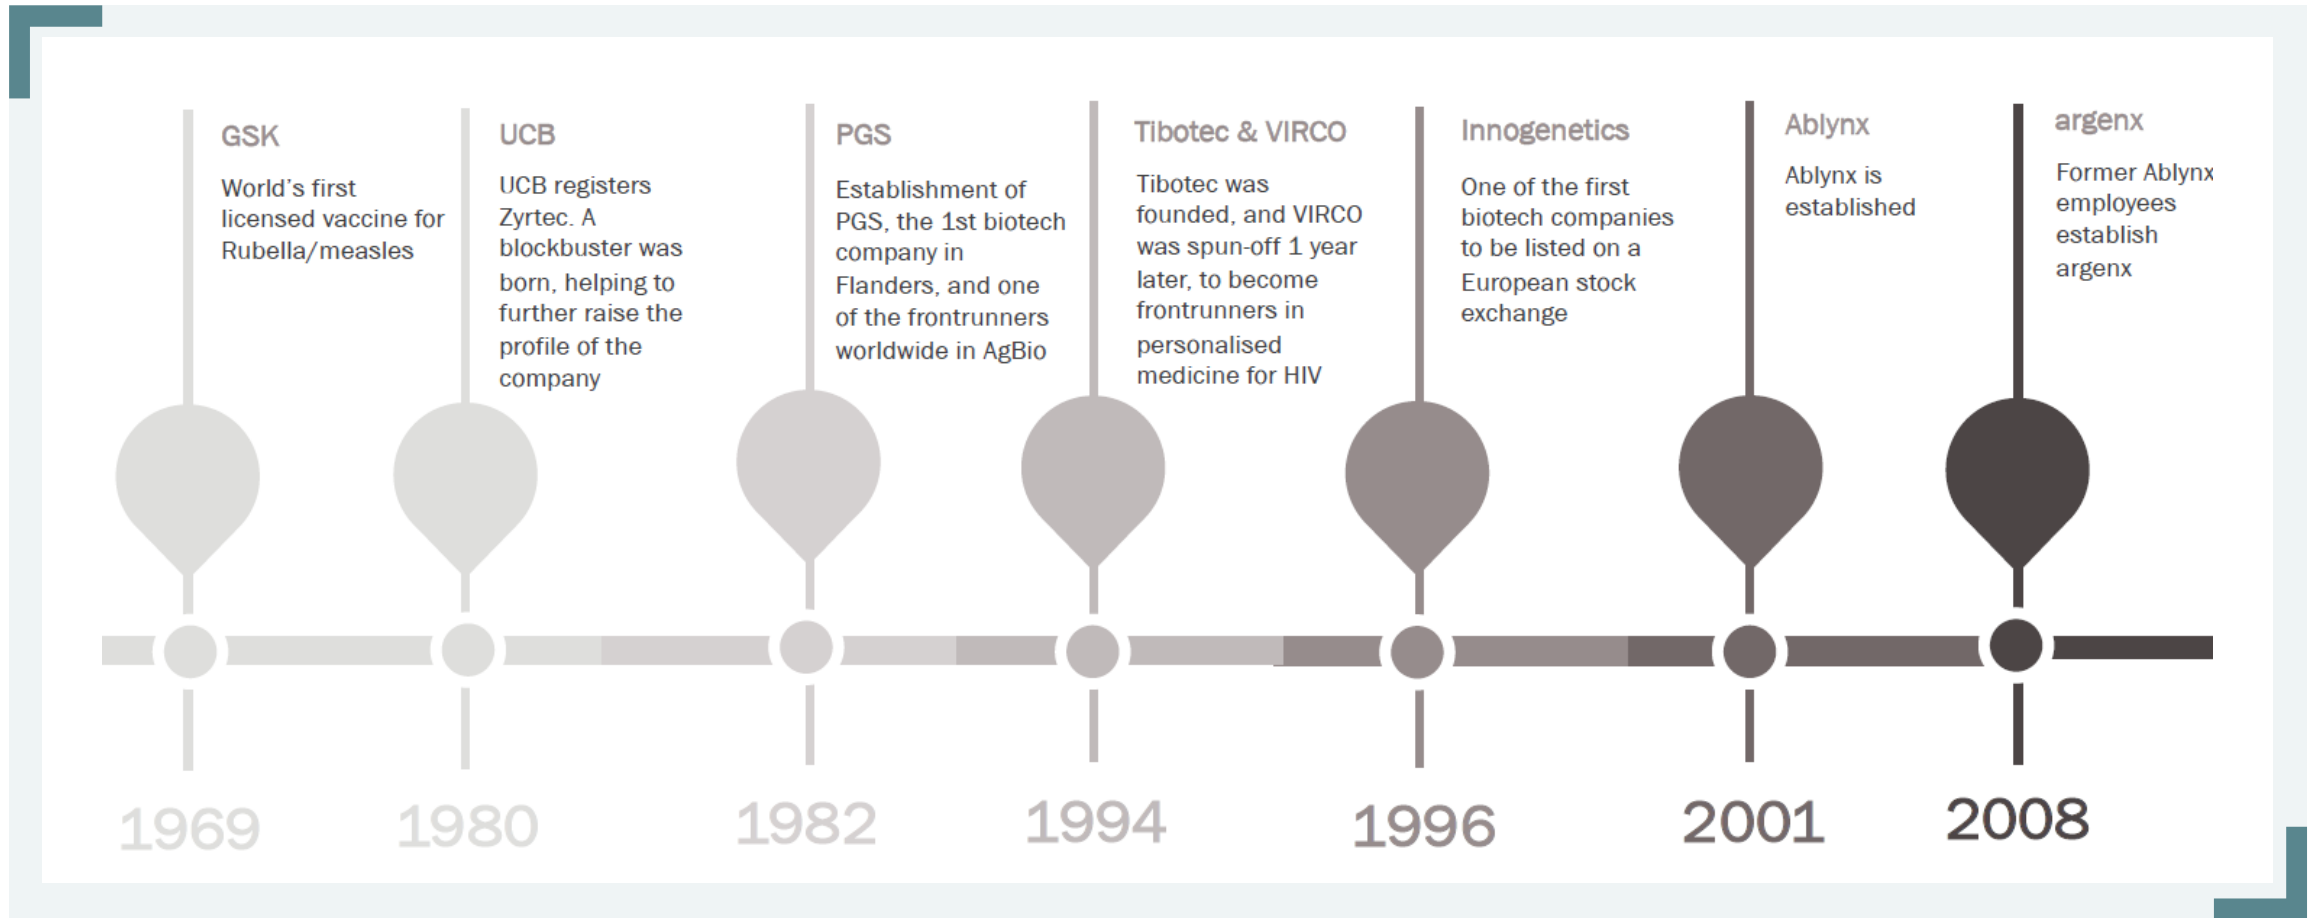 GSK
World's first
licensed vaccine for
Rubella/measles
UCB
UCB registers
Zyrtec. A
blockbuster was
born, helping to
further raise the
profile of the
company
PGS
Establishment of
PGS, the 1st biotech
company in
Flanders, and one
of the frontrunners
worldwide in AgBio
Tibotec & VIRCO
Tibotec was
founded, and VIRCO
was spun-off 1 year
later, to become
frontrunners in
personalised
medicine for HIV
Innogenetics
One of the first
biotech companies
to be listed on a
European stock
exchange
Ablynx
Ablynx is
established
argenx
Former Ablynx
employees
establish
argenx
1969
1980
1982
1994
1996
2001
2008